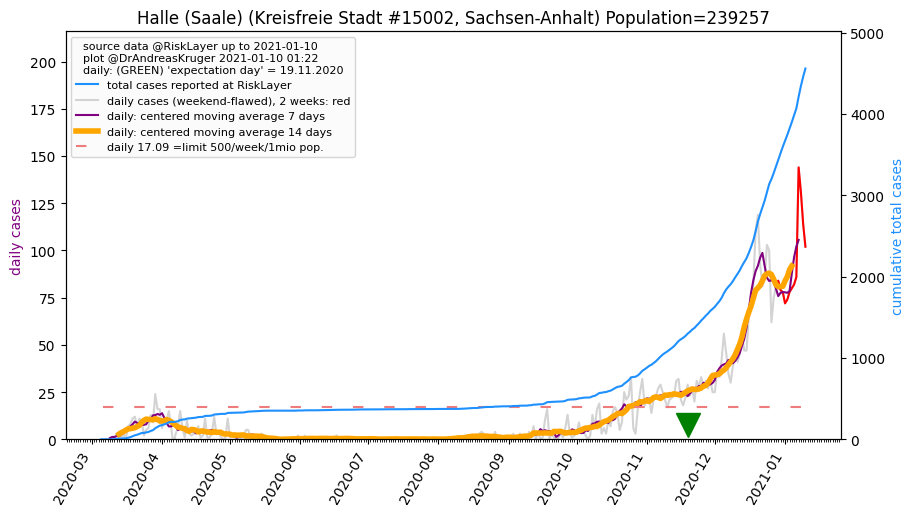 Halle (Saale) (Kreisfreie Stadt #15002, Sachsen-Anhalt) Population=239257
source data @RiskLayer up to 2021-01-10
plot @DrAndreasKruger 2021-01-10 01:22
daily: (GREEN) 'expectation day' = 19.11.2020
total cases reported at RiskLayer
daily cases (weekend-flawed), 2 weeks: red
daily: centered moving average 7 days
daily: centered moving average 14 days
daily 17.09 =limit 500/week/1mio pop.
daily cases
200
175
150
125
100
75
50
25
0
5000
4000
3000
2000
1000
0
cumulative total cases
2020-03
2020-04
2020-05
2020-06
2020-07
2020-08
2020-09
2020-10
2020-11
2020-12
2021-01